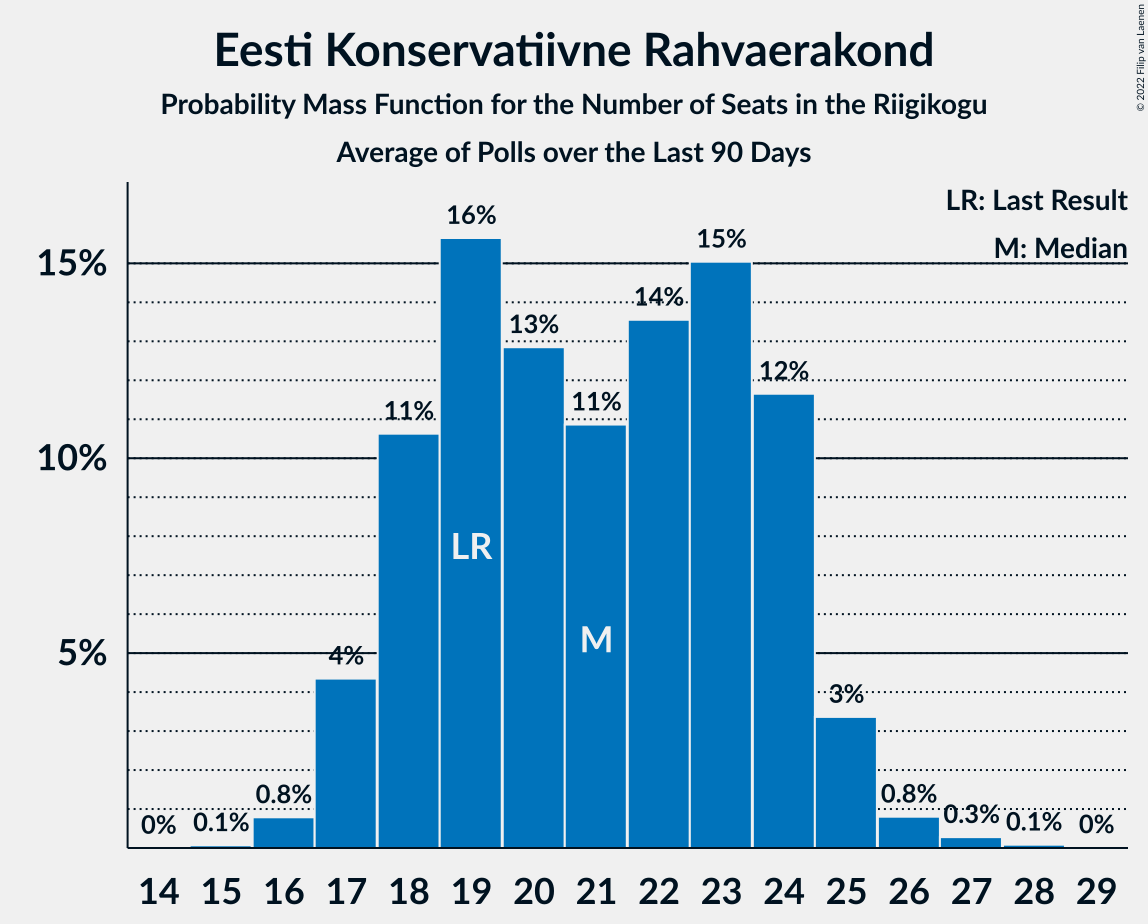 Eesti Konservatiivne Rahvaerakond
Probability Mass Function for the Number of Seats in the Riigikogu
Average of Polls over the Last 90 Days
© 2022 Filip van Laenen
LR: Last Result
M: Median
15%
10%
5%
0%
0.1%
0.8%
4%
11%
16%
13%
11%
14%
15%
12%
3%
0.8%
0.3%
0.1%
0%
LR
M
14 15 16 17 18 19 20 21 22 23 24 25 26 27 28 29